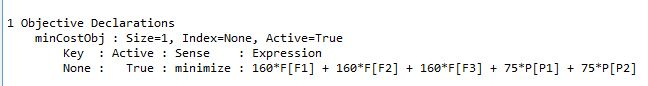 1 Objective Declarations
    minCostObj : Size=1, Index=None, Active=True
        Key  : Active : Sense    : Expression
        None :   True : minimize : 160*F[F1] + 160*F[F2] + 160*F[F3] + 75*P[P1] + 75*P[P2]